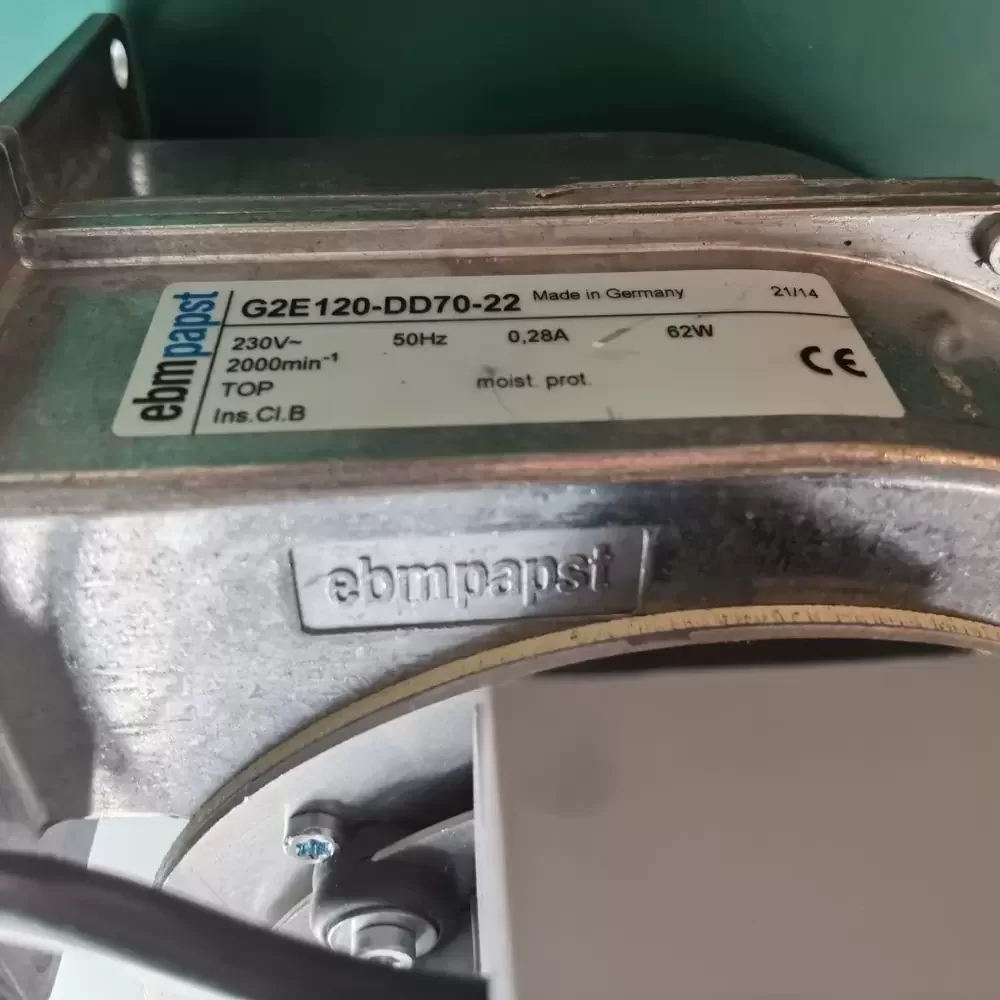 ebmpapst
G2E120-DD70-22 Made in Germany 21/14
230V~ 50Hz 0,28A 62W
2000min⁻¹
TOP moist. prot.
Ins.Cl.B
CE
ebmpapst